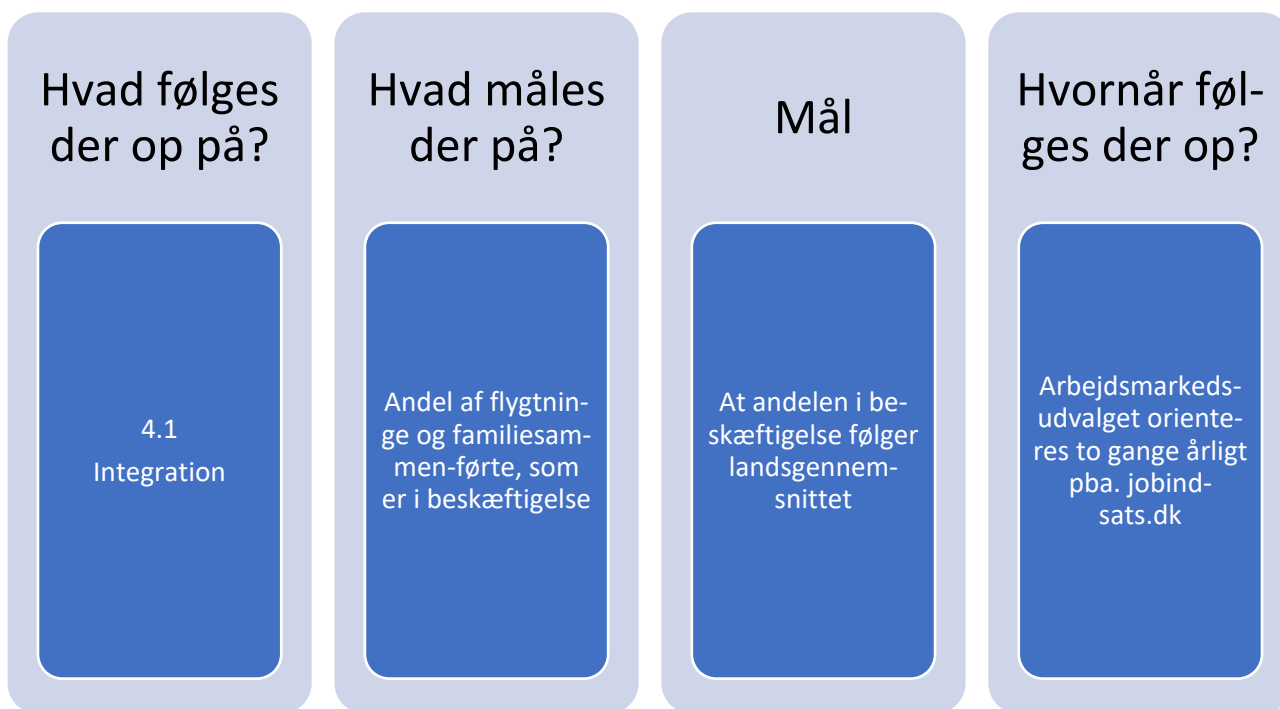 Hvad følges
der op på?
4.1
Integration
Hvad måles
der på?
Andel af flygtnin-
ge og familiesam-
men-førte, som
er i beskæftigelse
Mål
At andelen i be-
skæftigelse følger
landsgennem-
snittet
Hvornår føl-
ges der op?
Arbejdsmarkeds-
udvalget oriente-
res to gange årligt
pba. jobind-
sats.dk